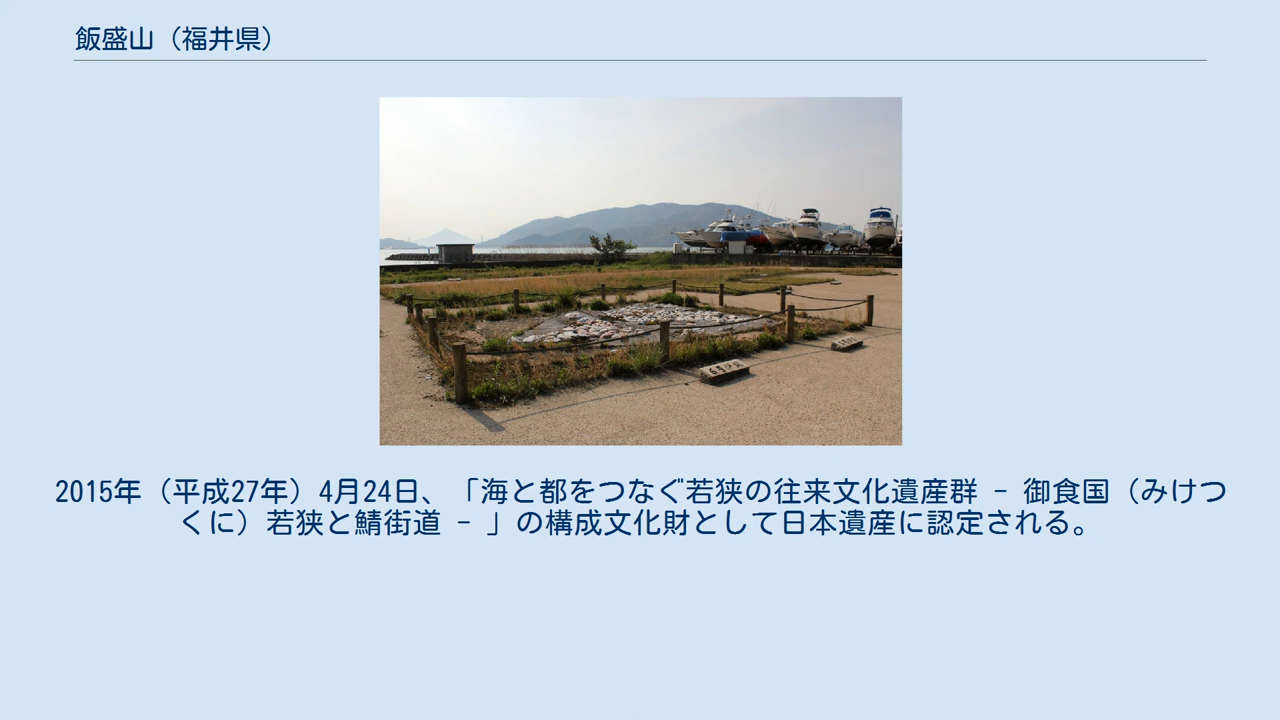 飯盛山（福井県）
2015年（平成27年）4月24日、「海と都をつなぐ若狭の往来文化遺産群 - 御食国（みけつ
くに）若狭と鯖街道 - 」の構成文化財として日本遺産に認定される。